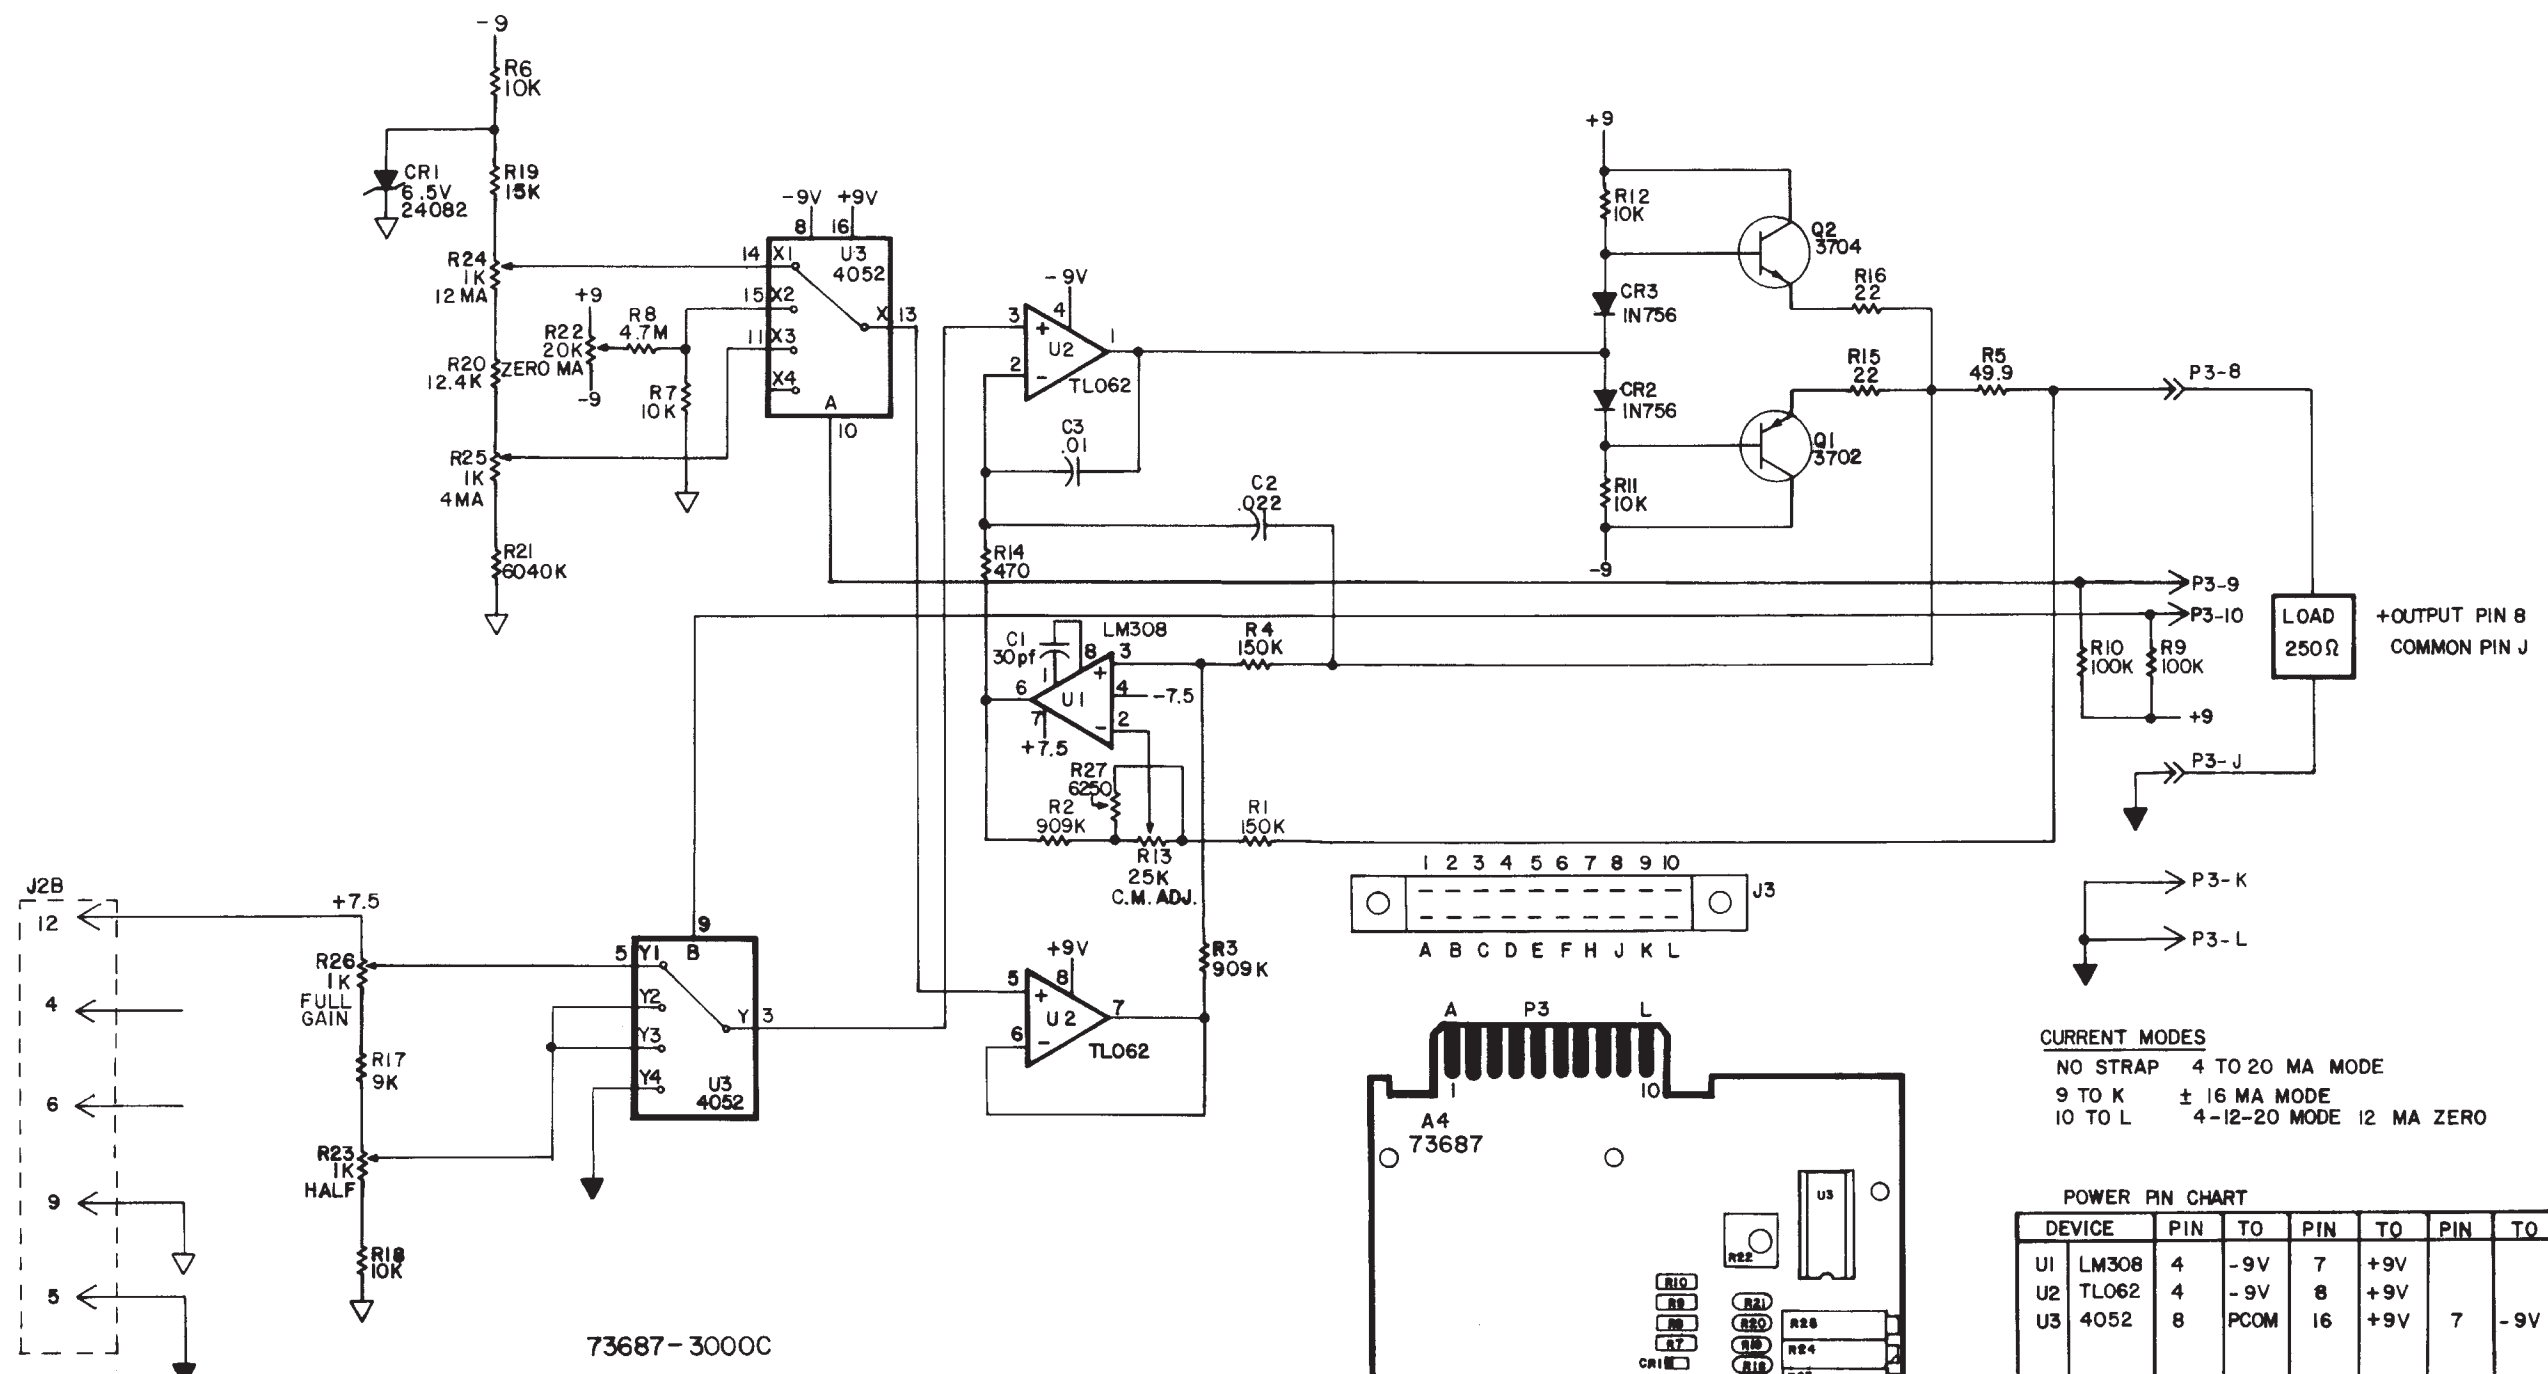 -9
R6
10K
CR1
6.5V
24082
R19
15K
R24
1K
12 MA
R20
12.4K
R25
1K
4MA
R21
6040K
+9
R22
20K
ZERO MA
-9
R8
4.7M
R7
10K
-9V +9V
8 16
14 X1
U3
4052
15 X2
11 X3
X4
X 13
A
10
-9V
4
3
+
U2
2
-
1
TL062
C3
.01
C2
.022
R14
470
+9
R12
10K
Q2
3704
CR3
IN756
R16
22
CR2
IN756
R15
22
R5
49.9
P3-8
Q1
3702
R11
10K
-9
P3-9
P3-10
LOAD
250Ω
+OUTPUT PIN 8
COMMON PIN J
R10
100K
R9
100K
+9
P3-J
P3-K
P3-L
C1
30pf
LM308
8
3
1
+
6
U1
4
-7.5
7
2
-
+7.5
R4
150K
R27
6250
R2
909K
R13
25K
C.M. ADJ.
R1
150K
R3
909K
1 2 3 4 5 6 7 8 9 10
J3
A B C D E F H J K L
J2B
12
4
6
9
5
+7.5
R26
1K
FULL
GAIN
R17
9K
R23
1K
HALF
R18
10K
9
B
5 Y1
Y2
Y3
Y4
Y 3
U3
4052
+9V
8
5
+
U2
6
-
7
TL062
A P3 L
1 10
A4
73687
U3
R22
R10
R9
R8
R7
CR1
R21
R20
R19
R18
R25
R24
CURRENT MODES
NO STRAP 4 TO 20 MA MODE
9 TO K ± 16 MA MODE
10 TO L 4-12-20 MODE 12 MA ZERO
POWER PIN CHART
DEVICE PIN TO PIN TO PIN TO
U1 LM308 4 -9V 7 +9V
U2 TL062 4 -9V 8 +9V
U3 4052 8 PCOM 16 +9V 7 -9V
73687-3000C